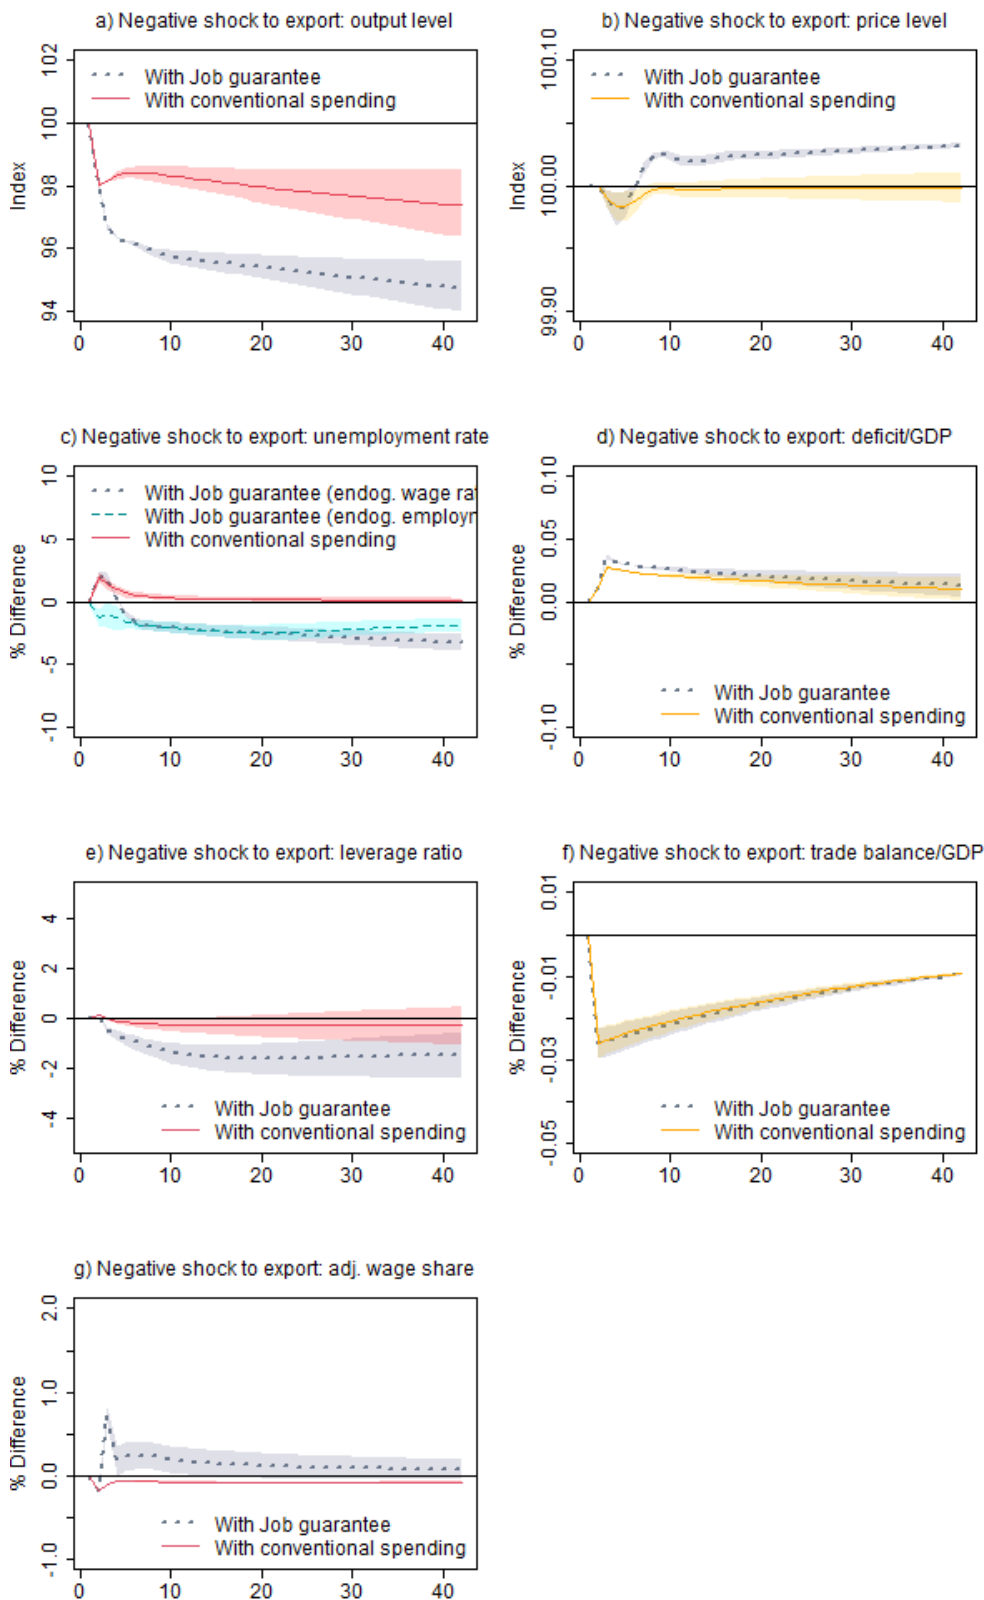 a) Negative shock to export: output level
102
100
98
96
94
Index
With Job guarantee
With conventional spending
0 10 20 30 40
b) Negative shock to export: price level
100.10
100.00
99.90
Index
With Job guarantee
With conventional spending
0 10 20 30 40
c) Negative shock to export: unemployment rate
10
5
0
-5
-10
% Difference
With Job guarantee (endog. wage ra
With Job guarantee (endog. employ
With conventional spending
0 10 20 30 40
d) Negative shock to export: deficit/GDP
0.10
0.05
0.00
-0.10
% Difference
With Job guarantee
With conventional spending
0 10 20 30 40
e) Negative shock to export: leverage ratio
4
2
0
-2
-4
% Difference
With Job guarantee
With conventional spending
0 10 20 30 40
f) Negative shock to export: trade balance/GDP
0.01
-0.01
-0.03
-0.05
% Difference
With Job guarantee
With conventional spending
0 10 20 30 40
g) Negative shock to export: adj. wage share
2.0
1.0
0.0
-1.0
% Difference
With Job guarantee
With conventional spending
0 10 20 30 40